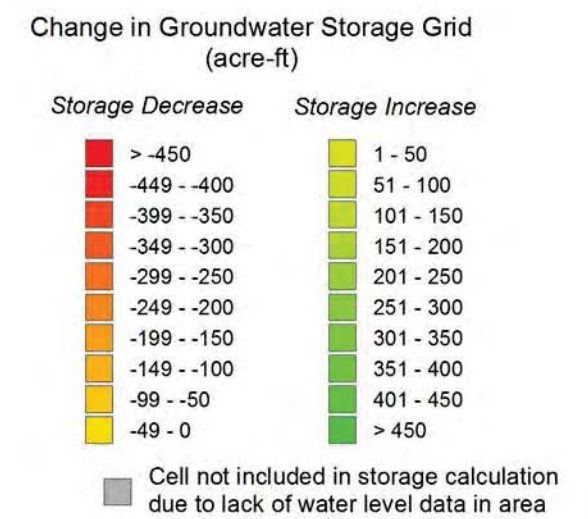 Change in Groundwater Storage Grid
(acre-ft)
Storage Decrease
> -450
-449 - -400
-399 - -350
-349 - -300
-299 - -250
-249 - -200
-199 - -150
-149 - -100
-99 - -50
-49 - 0
Storage Increase
1 - 50
51 - 100
101 - 150
151 - 200
201 - 250
251 - 300
301 - 350
351 - 400
401 - 450
> 450
Cell not included in storage calculation
due to lack of water level data in area